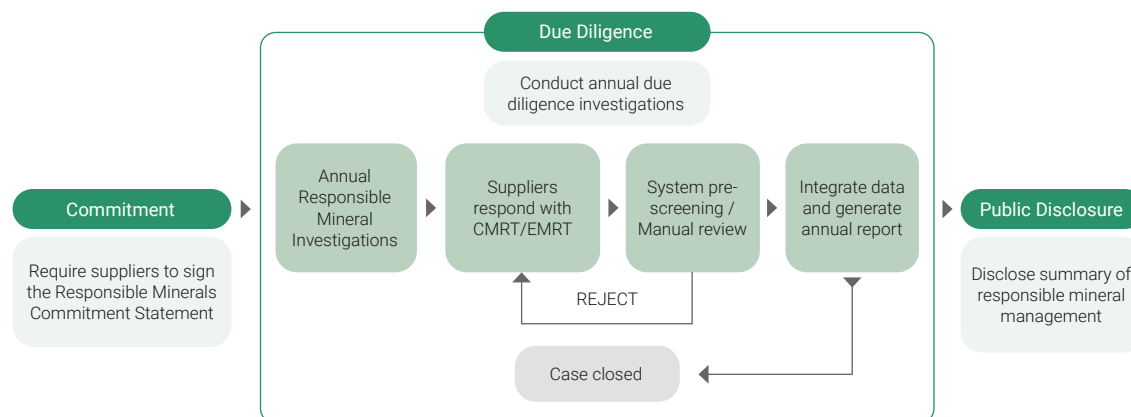 Due Diligence
Conduct annual due
diligence investigations
Commitment
Require suppliers to sign
the Responsible Minerals
Commitment Statement
Annual
Responsible
Mineral
Investigations
Suppliers
respond with
CMRT/EMRT
System pre-
screening /
Manual review
Integrate data
and generate
annual report
REJECT
Case closed
Public Disclosure
Disclose summary of
responsible mineral
management